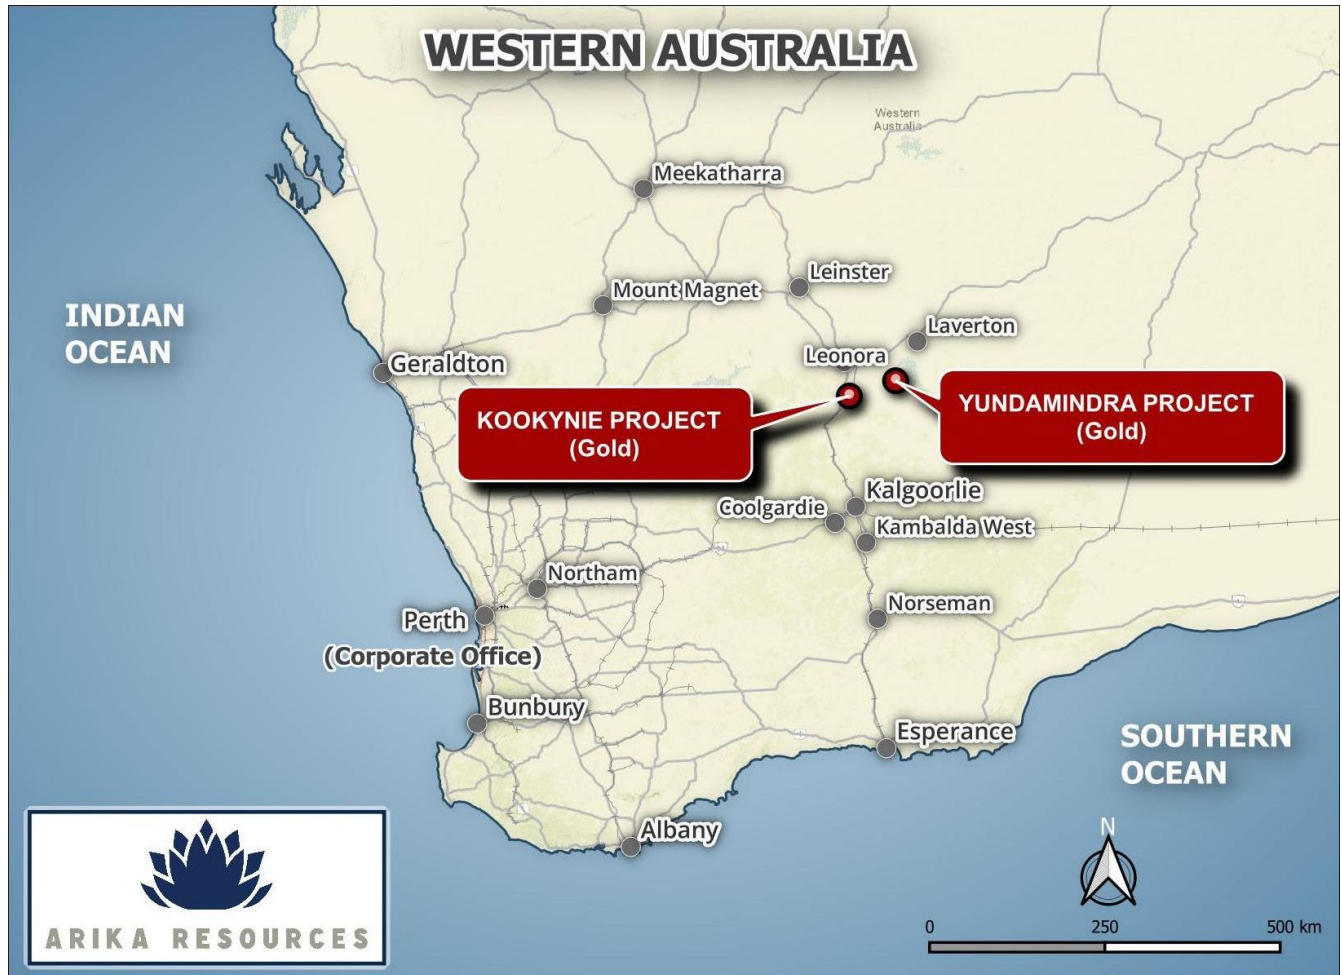 WESTERN AUSTRALIA
Western
Australia
Meekatharra
Leinster
Mount Magnet
INDIAN
OCEAN
Laverton
Leonora
Geraldton
KOOKYNIE PROJECT
(Gold)
YUNDAMINDRA PROJECT
(Gold)
Kalgoorlie
Coolgardie
Kambalda West
Northam
Norseman
Perth
(Corporate Office)
Bunbury
Esperance
SOUTHERN
OCEAN
Albany
N
ARIKA RESOURCES
0 250 500 km